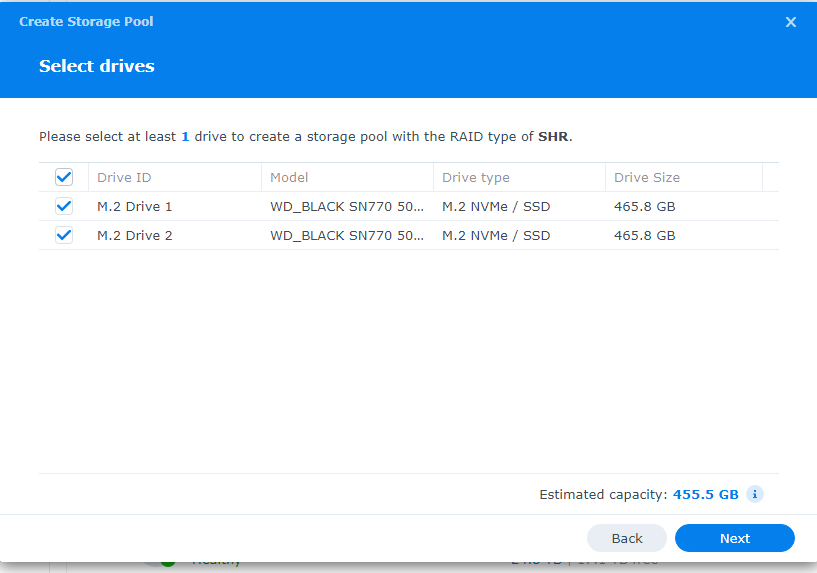 Create Storage Pool
Select drives
Please select at least 1 drive to create a storage pool with the RAID type of SHR.
Drive ID Model Drive type Drive Size
M.2 Drive 1 WD_BLACK SN770 50... M.2 NVMe / SSD 465.8 GB
M.2 Drive 2 WD_BLACK SN770 50... M.2 NVMe / SSD 465.8 GB
Estimated capacity: 455.5 GB
Back Next
Healthy